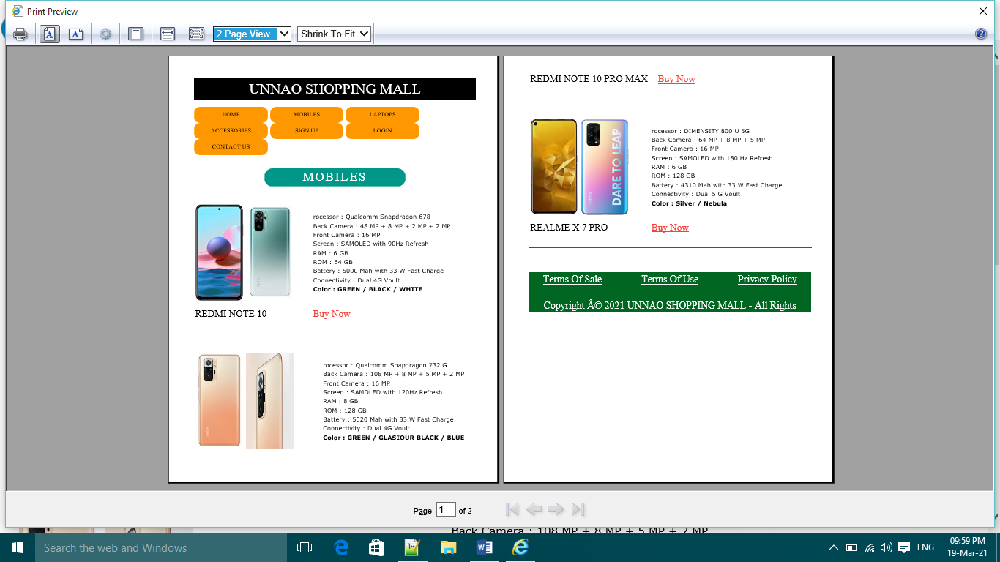 Print Preview
2 Page View
Shrink To Fit
UNNAO SHOPPING MALL
HOME MOBILES LAPTOPS
ACCESSORIES SIGN UP LOGIN
CONTACT US
MOBILES
rocessor : Qualcomm Snapdragon 678
Back Camera : 48 MP + 8 MP + 2 MP + 2 MP
Front Camera : 16 MP
Screen : SAMOLED with 90Hz Refresh
RAM : 6 GB
ROM : 64 GB
Battery : 5000 Mah with 33 W Fast Charge
Connectivity : Dual 4G Voult
Color : GREEN / BLACK / WHITE
REDMI NOTE 10 Buy Now
rocessor : Qualcomm Snapdragon 732 G
Back Camera : 108 MP + 8 MP + 5 MP + 2 MP
Front Camera : 16 MP
Screen : SAMOLED with 120Hz Refresh
RAM : 8 GB
ROM : 128 GB
Battery : 5020 Mah with 33 W Fast Charge
Connectivity : Dual 4G Voult
Color : GREEN / GLASIOUR BLACK / BLUE
REDMI NOTE 10 PRO MAX Buy Now
DARE TO LEAP
rocessor : DIMENSITY 800 U 5G
Back Camera : 64 MP + 8 MP + 5 MP
Front Camera : 16 MP
Screen : SAMOLED with 180 Hz Refresh
RAM : 6 GB
ROM : 128 GB
Battery : 4310 Mah with 33 W Fast Charge
Connectivity : Dual 5 G Voult
Color : Silver / Nebula
REALME X 7 PRO Buy Now
Terms Of Sale Terms Of Use Privacy Policy
Copyright Â© 2021 UNNAO SHOPPING MALL - All Rights
Page 1 of 2
Back Camera : 108 MP + 8 MP + 5 MP + 2 MP
Search the web and Windows
ENG
09:59 PM
19-Mar-21